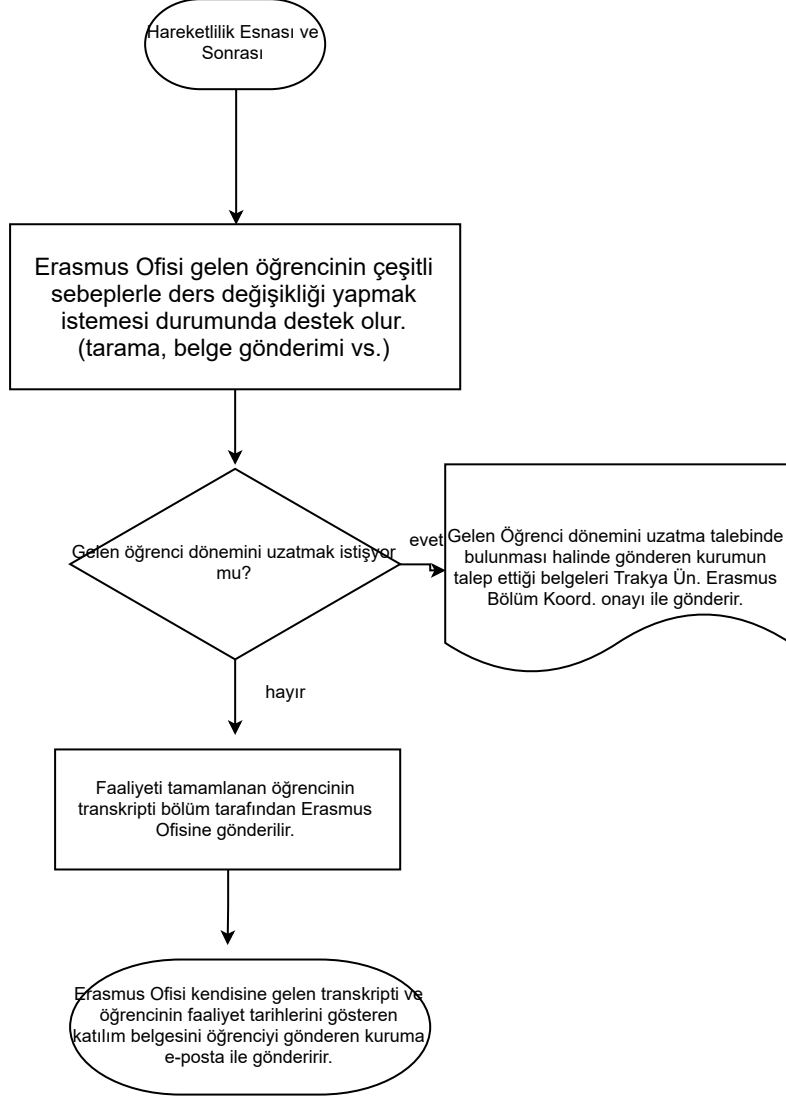 Hareketlilik Esnası ve
Sonrası
Erasmus Ofisi gelen öğrencinin çeşitli
sebeplerle ders değişikliği yapmak
istemesi durumunda destek olur.
(tarama, belge gönderimi vs.)
Gelen öğrenci dönemini uzatmak istişyor
mu?
evet
Gelen Öğrenci dönemini uzatma talebinde
bulunması halinde gönderen kurumun
talep ettiği belgeleri Trakya Ün. Erasmus
Bölüm Koord. onayı ile gönderir.
hayır
Faaliyeti tamamlanan öğrencinin
transkripti bölüm tarafından Erasmus
Ofisine gönderilir.
Erasmus Ofisi kendisine gelen transkripti ve
öğrencinin faaliyet tarihlerini gösteren
katılım belgesini öğrenciyi gönderen kuruma
e-posta ile gönderirir.